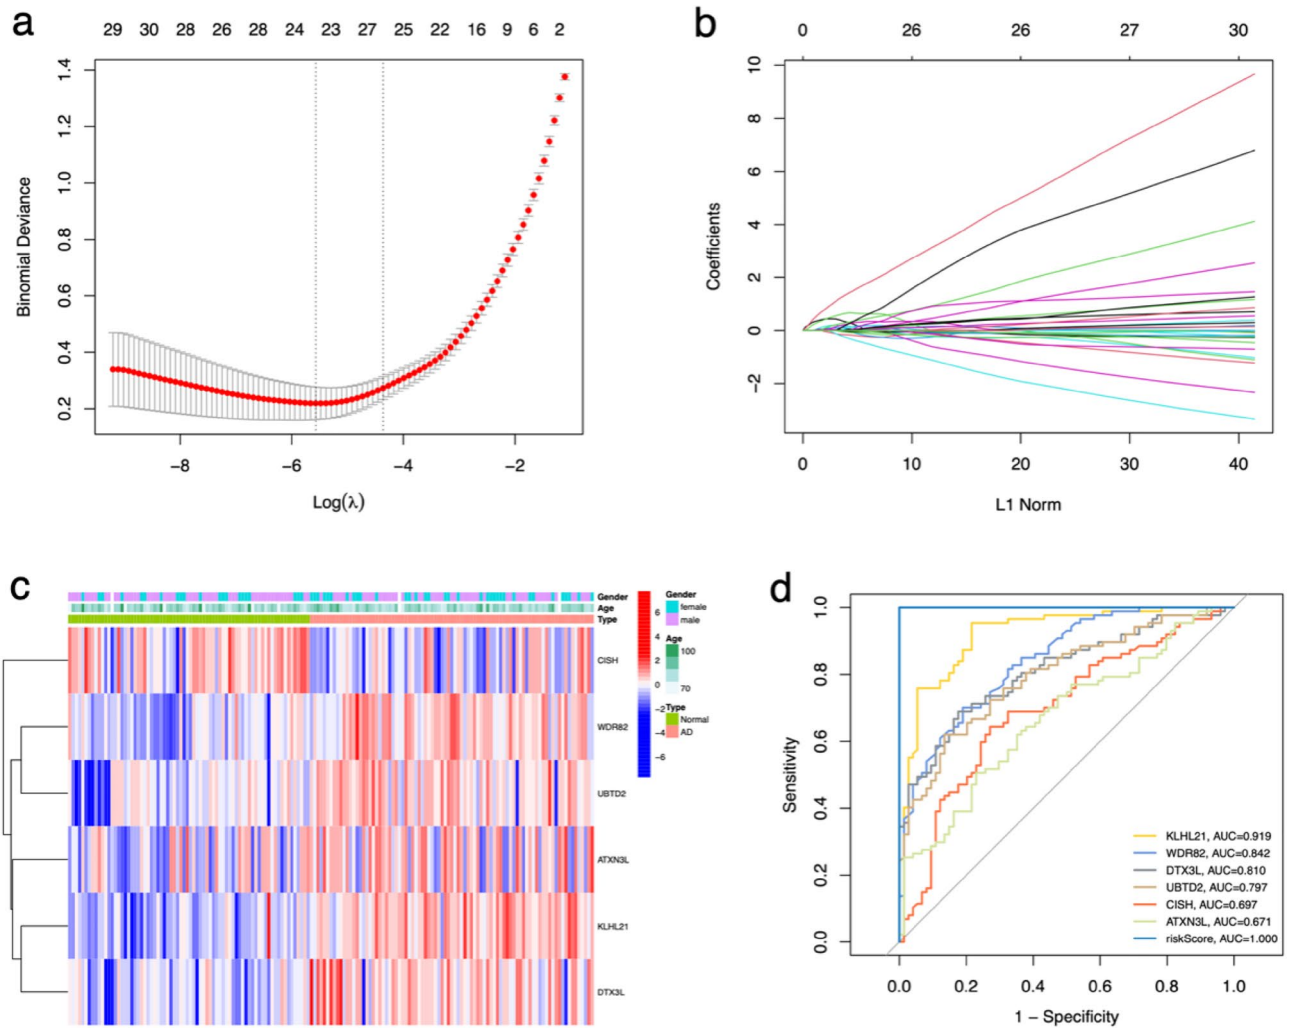 a
29 30 28 26 28 24 23 27 25 22 16 9 6 2
1.4
1.2
1.0
0.8
0.6
0.4
0.2
Binomial Deviance
−8 −6 −4 −2
Log(λ)
b
0 26 26 27 30
10
8
6
4
2
0
−2
Coefficients
0 10 20 30 40
L1 Norm
c
Gender
Age
Type
CISH
WDR82
UBTD2
ATXN3L
KLHL21
DTX3L
6
4
2
0
−2
−4
−6
Gender
female
male
Age
100
70
Type
Normal
AD
d
1.0
0.8
0.6
0.4
0.2
0.0
Sensitivity
KLHL21, AUC=0.919
WDR82, AUC=0.842
DTX3L, AUC=0.810
UBTD2, AUC=0.797
CISH, AUC=0.697
ATXN3L, AUC=0.671
riskScore, AUC=1.000
0.0 0.2 0.4 0.6 0.8 1.0
1 − Specificity